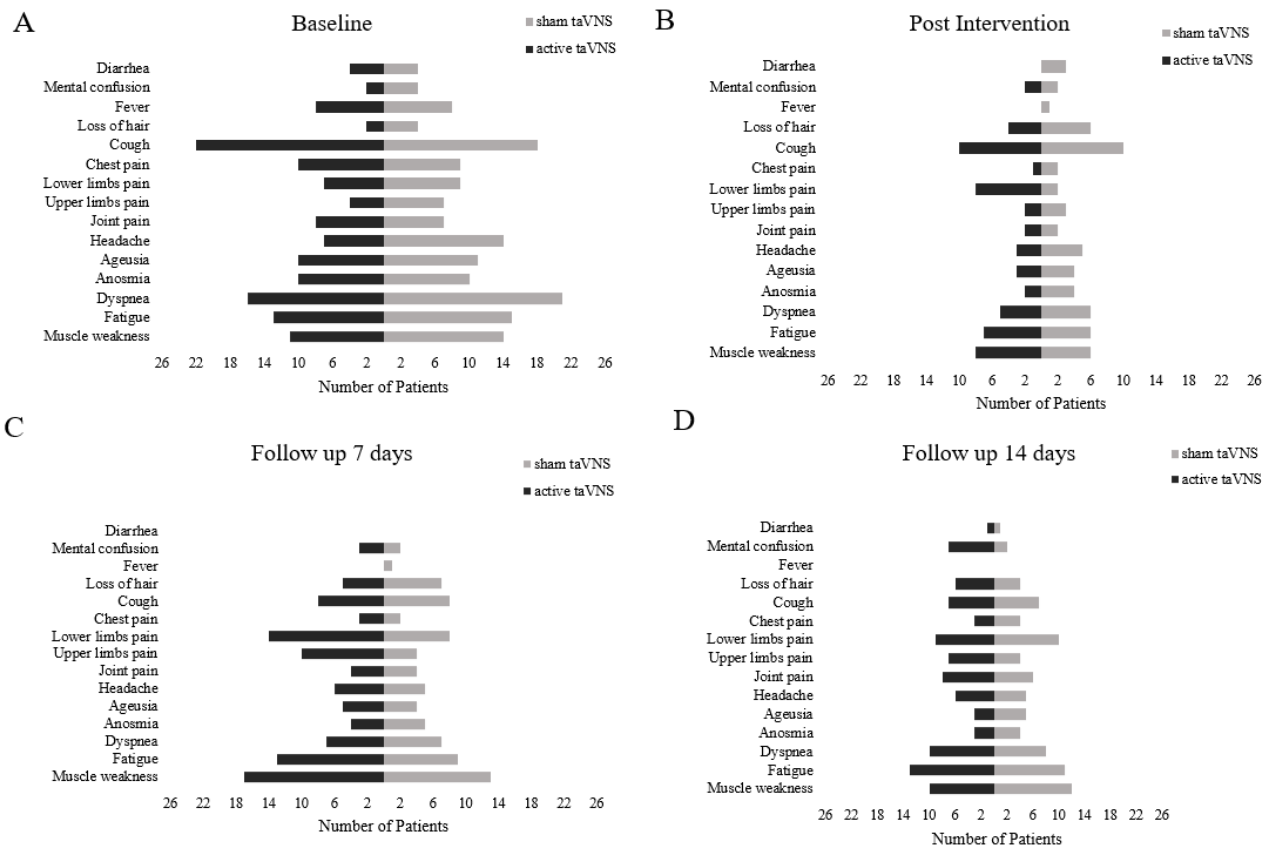 A
Baseline
sham taVNS
active taVNS
Diarrhea
Mental confusion
Fever
Loss of hair
Cough
Chest pain
Lower limbs pain
Upper limbs pain
Joint pain
Headache
Ageusia
Anosmia
Dyspnea
Fatigue
Muscle weakness
26 22 18 14 10 6 2 2 6 10 14 18 22 26
Number of Patients
B
Post Intervention
sham taVNS
active taVNS
Diarrhea
Mental confusion
Fever
Loss of hair
Cough
Chest pain
Lower limbs pain
Upper limbs pain
Joint pain
Headache
Ageusia
Anosmia
Dyspnea
Fatigue
Muscle weakness
26 22 18 14 10 6 2 2 6 10 14 18 22 26
Number of Patients
C
Follow up 7 days
sham taVNS
active taVNS
Diarrhea
Mental confusion
Fever
Loss of hair
Cough
Chest pain
Lower limbs pain
Upper limbs pain
Joint pain
Headache
Ageusia
Anosmia
Dyspnea
Fatigue
Muscle weakness
26 22 18 14 10 6 2 2 6 10 14 18 22 26
Number of Patients
D
Follow up 14 days
sham taVNS
active taVNS
Diarrhea
Mental confusion
Fever
Loss of hair
Cough
Chest pain
Lower limbs pain
Upper limbs pain
Joint pain
Headache
Ageusia
Anosmia
Dyspnea
Fatigue
Muscle weakness
26 22 18 14 10 6 2 2 6 10 14 18 22 26
Number of Patients